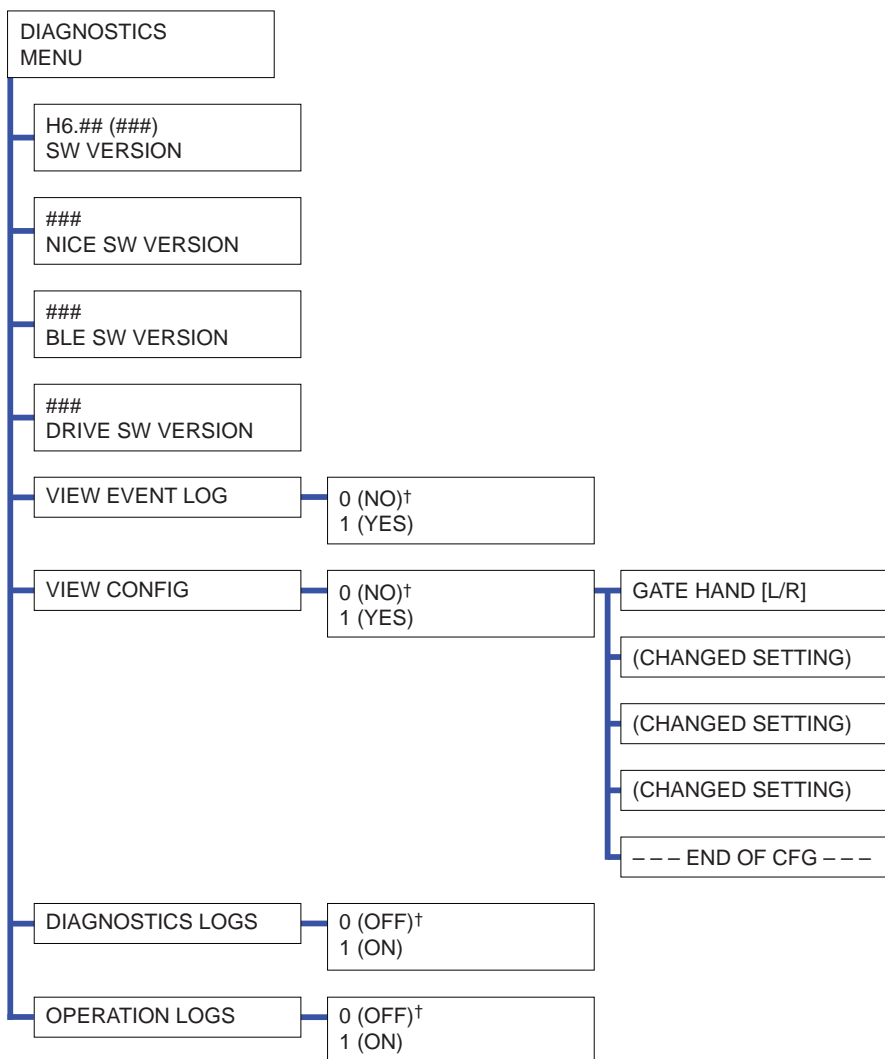 DIAGNOSTICS
MENU
H6.## (###)
SW VERSION
###
NICE SW VERSION
###
BLE SW VERSION
###
DRIVE SW VERSION
VIEW EVENT LOG
0 (NO)†
1 (YES)
VIEW CONFIG
0 (NO)†
1 (YES)
GATE HAND [L/R]
(CHANGED SETTING)
(CHANGED SETTING)
(CHANGED SETTING)
– – – END OF CFG – – –
DIAGNOSTICS LOGS
0 (OFF)†
1 (ON)
OPERATION LOGS
0 (OFF)†
1 (ON)